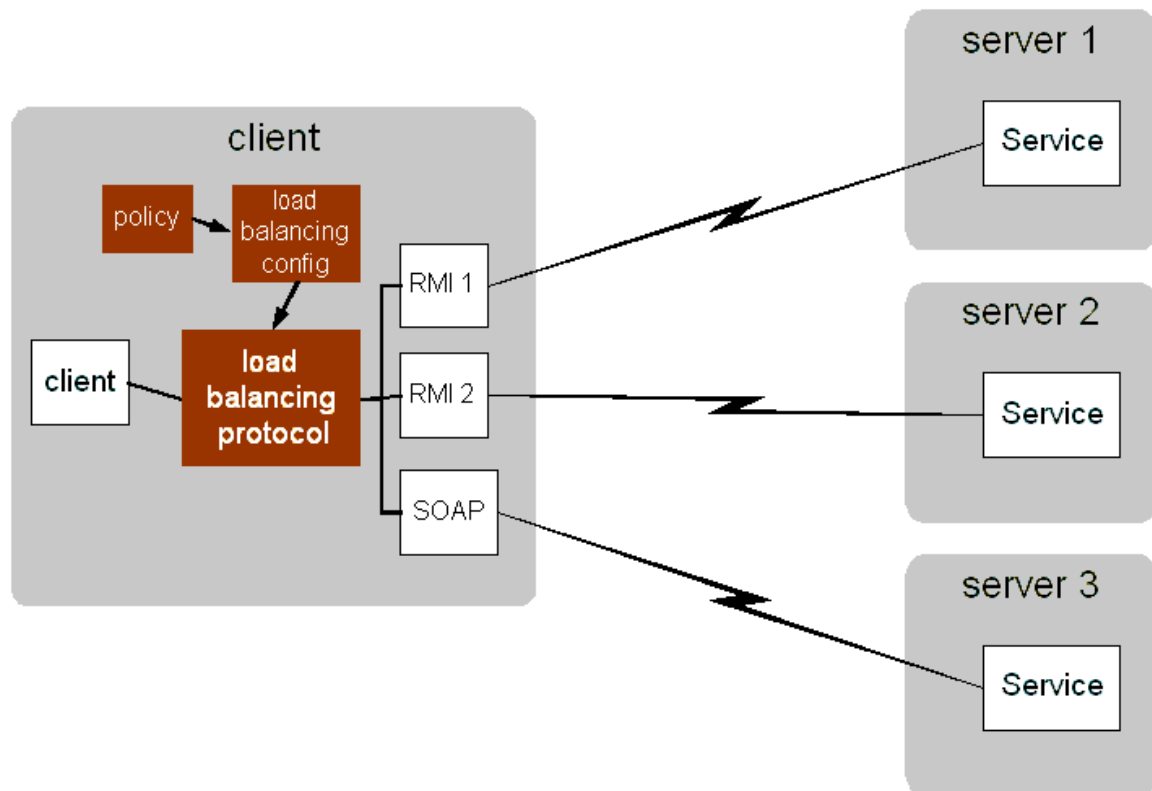 client
policy
load
balancing
config
client
load
balancing
protocol
RMI 1
RMI 2
SOAP
server 1
Service
server 2
Service
server 3
Service